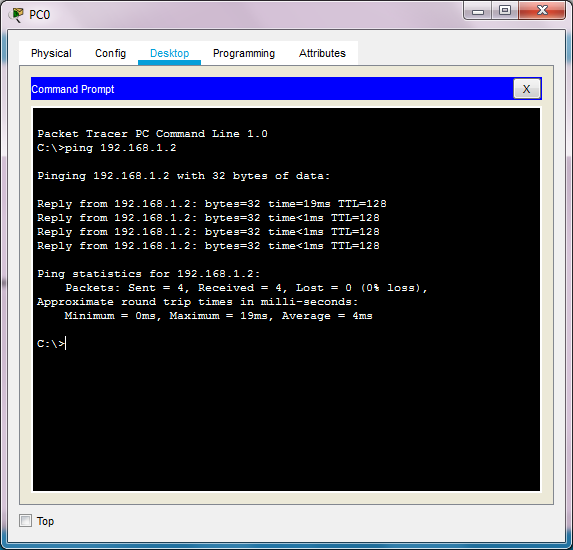 PC0
Physical Config Desktop Programming Attributes
Command Prompt
X
Packet Tracer PC Command Line 1.0
C:\>ping 192.168.1.2
Pinging 192.168.1.2 with 32 bytes of data:
Reply from 192.168.1.2: bytes=32 time=19ms TTL=128
Reply from 192.168.1.2: bytes=32 time<1ms TTL=128
Reply from 192.168.1.2: bytes=32 time<1ms TTL=128
Reply from 192.168.1.2: bytes=32 time<1ms TTL=128
Ping statistics for 192.168.1.2:
Packets: Sent = 4, Received = 4, Lost = 0 (0% loss),
Approximate round trip times in milli-seconds:
Minimum = 0ms, Maximum = 19ms, Average = 4ms
C:\>
Top